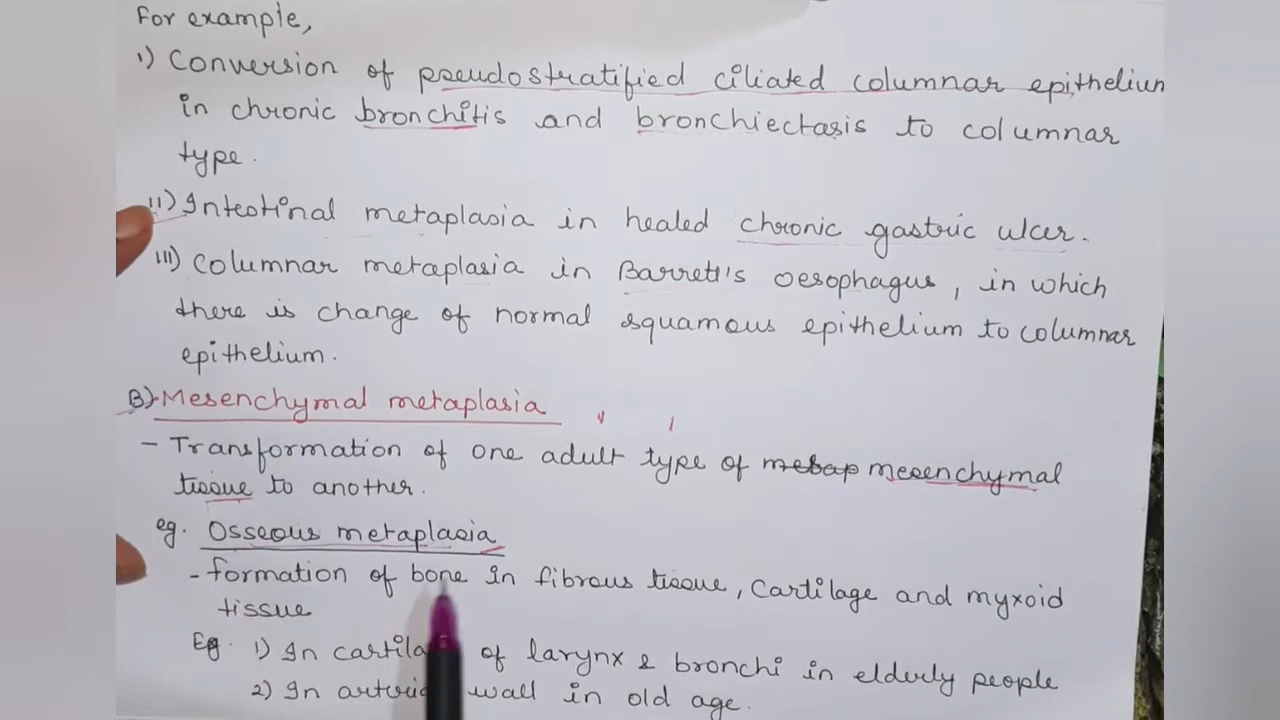 For example,
i) Conversion of pseudostratified ciliated columnar epithelium
in chronic bronchitis and bronchiectasis to columnar
type.
ii) Intestinal metaplasia in healed chronic gastric ulcer.
iii) Columnar metaplasia in Barrett's oesophagus, in which
there is change of normal squamous epithelium to columnar
epithelium.
B) Mesenchymal metaplasia
- Transformation of one adult type of mesenchymal
tissue to another.
eg. Osseous metaplasia
- formation of bone in fibrous tissue, cartilage and myxoid
tissue
Eg. 1) In of larynx & bronchi in elderly people
2) In wall in old age.